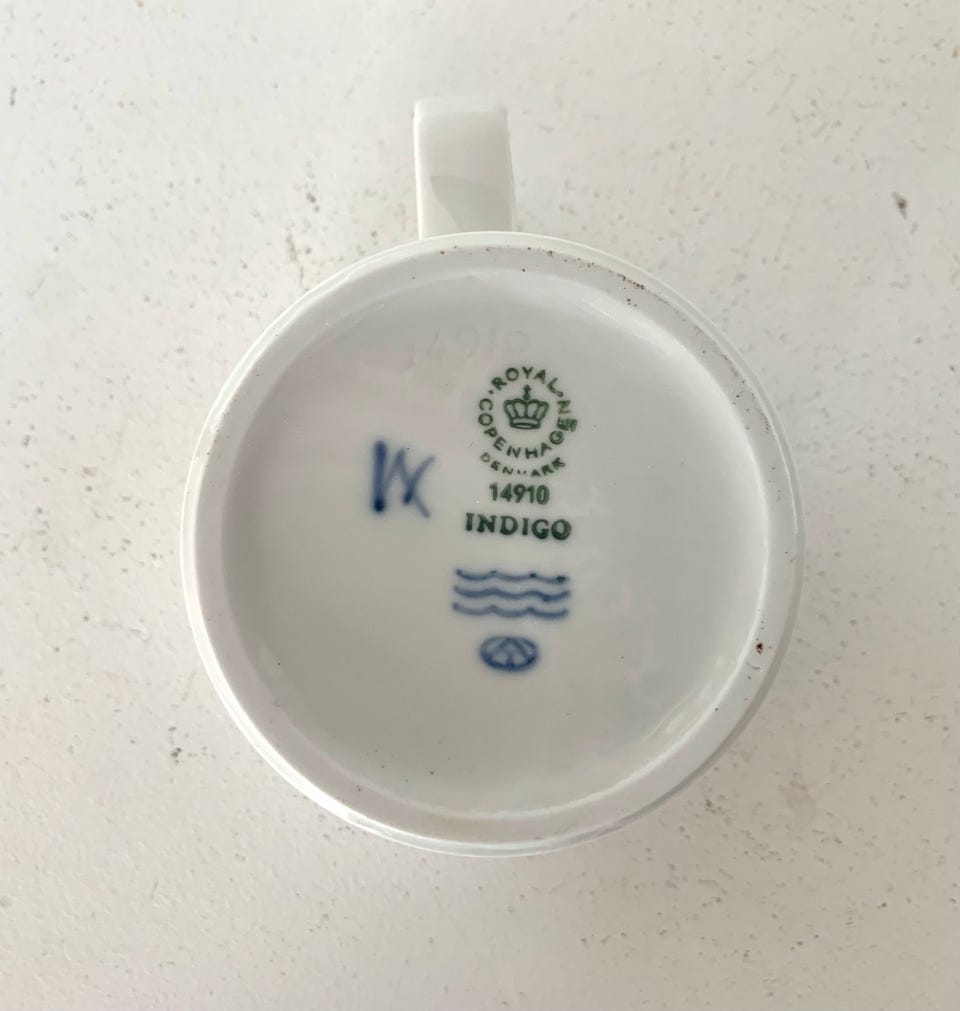 ROYAL
COPENHAGEN
DENMARK
14910
INDIGO